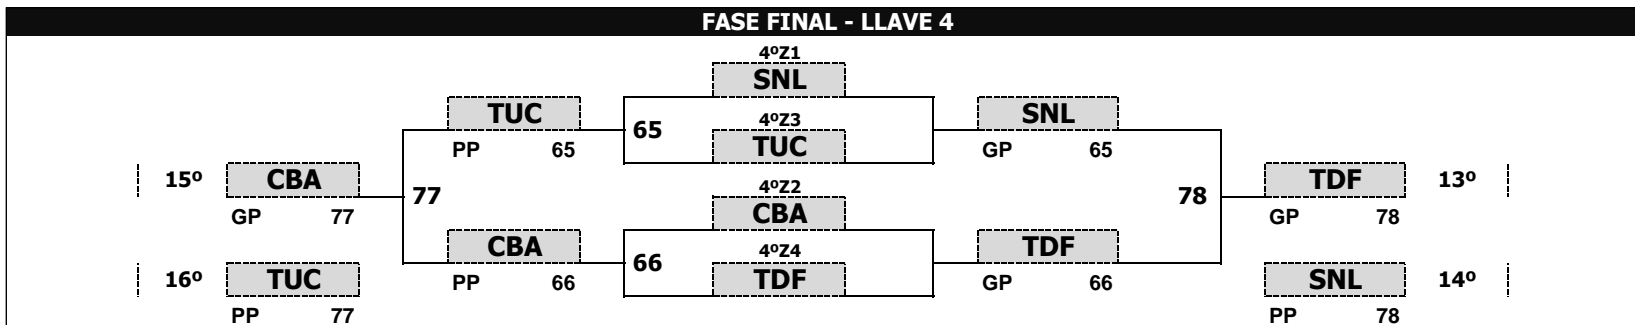 FASE FINAL - LLAVE 4
4ºZ1
SNL
TUC 65 4ºZ3 SNL
PP 65 TUC GP 65
15º CBA 77 4ºZ2 78 TDF 13º
GP 77 CBA GP 78
CBA 66 4ºZ4 TDF
16º TUC PP 66 TDF GP 66 SNL 14º
PP 77 PP 78